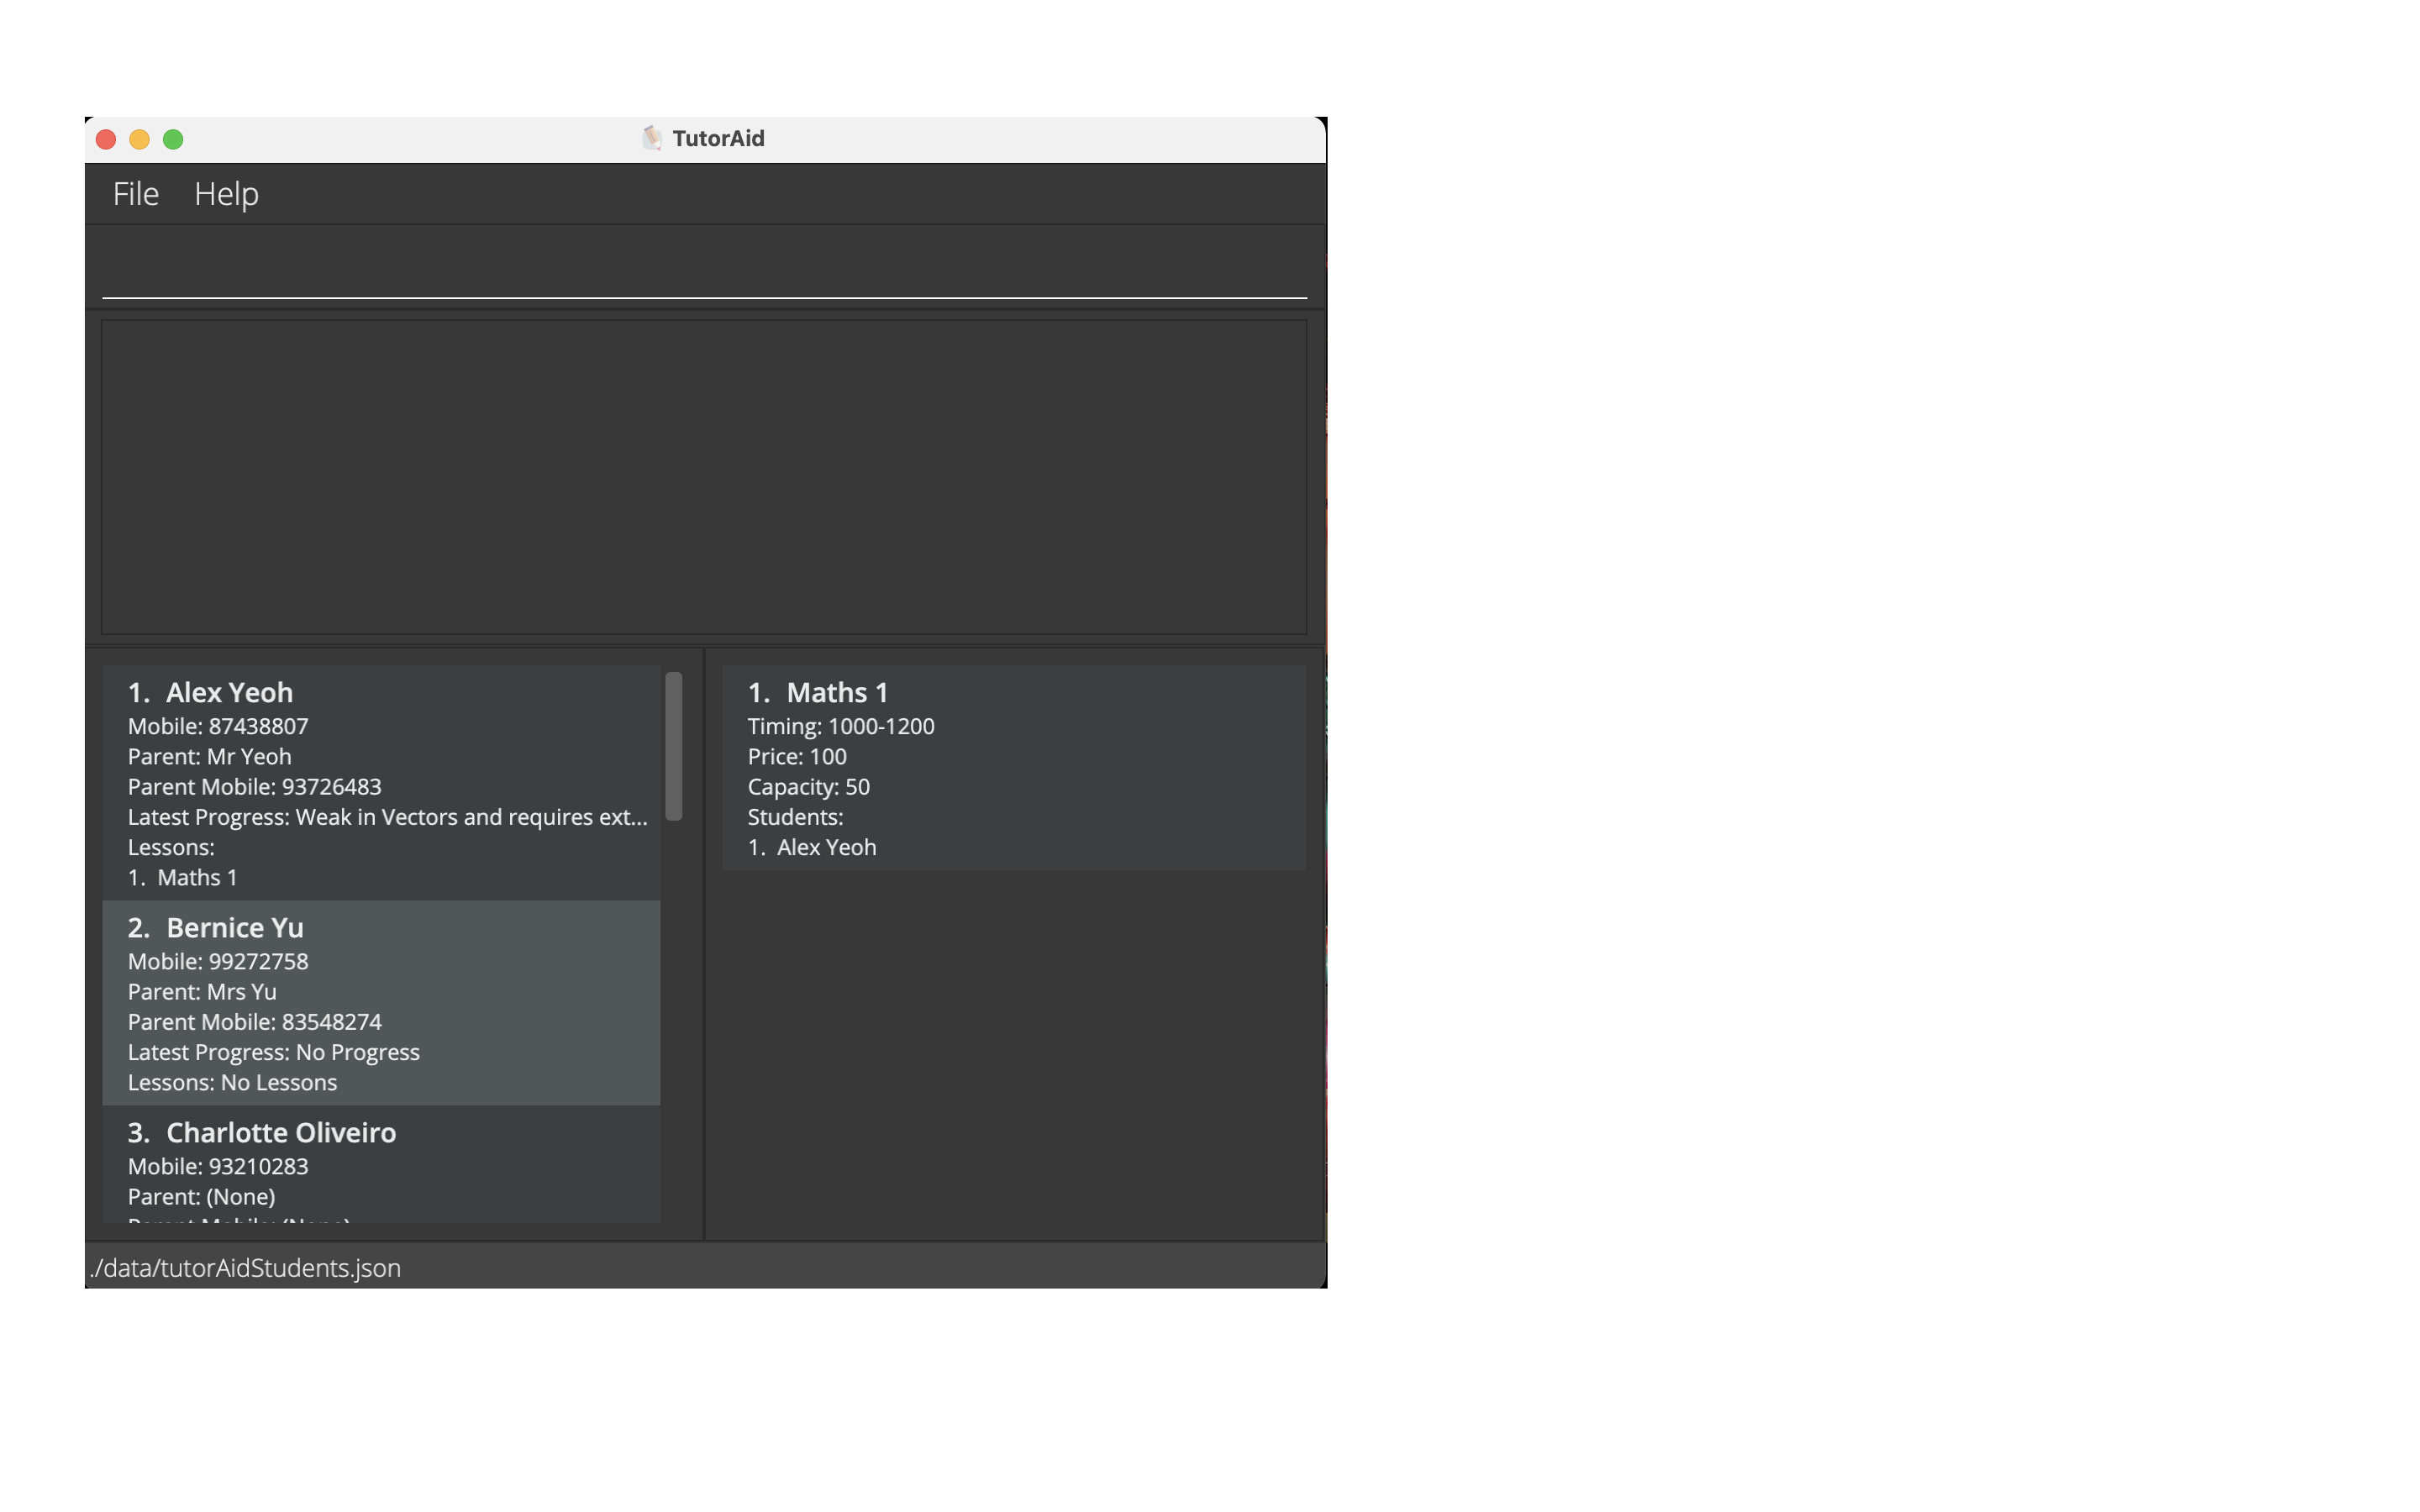 TutorAid
File Help
1. Alex Yeoh
Mobile: 87438807
Parent: Mr Yeoh
Parent Mobile: 93726483
Latest Progress: Weak in Vectors and requires ext...
Lessons:
1. Maths 1
2. Bernice Yu
Mobile: 99272758
Parent: Mrs Yu
Parent Mobile: 83548274
Latest Progress: No Progress
Lessons: No Lessons
3. Charlotte Oliveiro
Mobile: 93210283
Parent: (None)
Parent Mobile: (None)
1. Maths 1
Timing: 1000-1200
Price: 100
Capacity: 50
Students:
1. Alex Yeoh
./data/tutorAidStudents.json